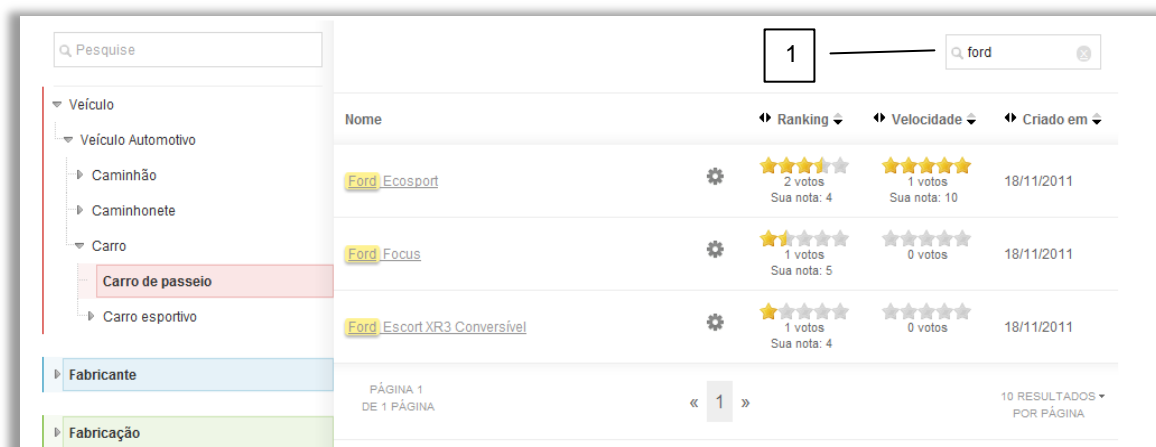 Pesquise
1
ford
Veículo
Veículo Automotivo
Caminhão
Caminhonete
Carro
Carro de passeio
Carro esportivo
Fabricante
Fabricação
Nome
Ranking
Velocidade
Criado em
Ford Ecosport
2 votos
Sua nota: 4
1 votos
Sua nota: 10
18/11/2011
Ford Focus
1 votos
Sua nota: 5
0 votos
18/11/2011
Ford Escort XR3 Conversível
1 votos
Sua nota: 4
0 votos
18/11/2011
PÁGINA 1
DE 1 PÁGINA
« 1 »
10 RESULTADOS
POR PÁGINA